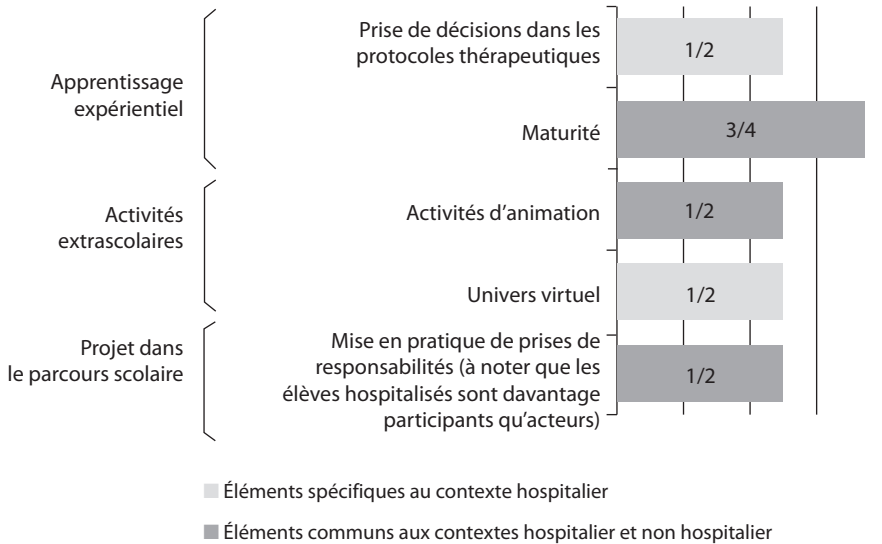 Apprentissage
expérientiel
Prise de décisions dans les
protocoles thérapeutiques
1/2
Maturité
3/4
Activités
extrascolaires
Activités d’animation
1/2
Univers virtuel
1/2
Projet dans
le parcours scolaire
Mise en pratique de prises de
responsabilités (à noter que les
élèves hospitalisés sont davantage
participants qu’acteurs)
1/2
Éléments spécifiques au contexte hospitalier
Éléments communs aux contextes hospitalier et non hospitalier